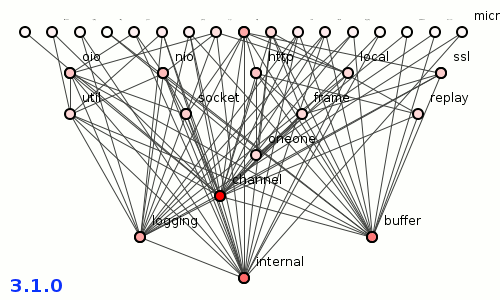 micr
oio nio http local ssl
util socket frame replay
oneone
channel
logging buffer
internal
3.1.0